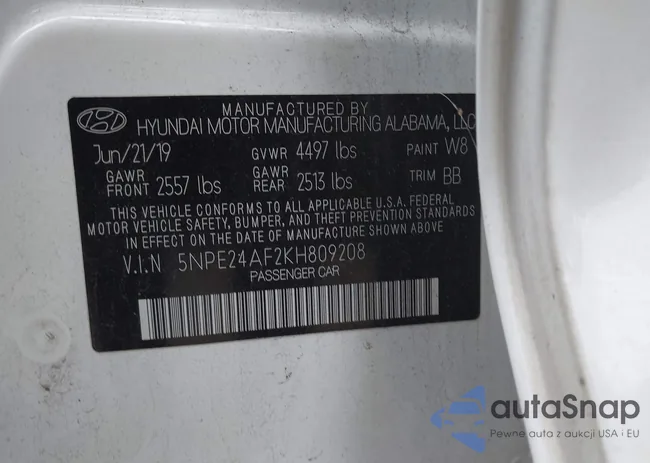 MANUFACTURED BY
HYUNDAI MOTOR MANUFACTURING ALABAMA, LLC
Jun/21/19 GVWR 4497 lbs PAINT W8
GAWR FRONT 2557 lbs GAWR REAR 2513 lbs TRIM BB
THIS VEHICLE CONFORMS TO ALL APPLICABLE U.S.A. FEDERAL
MOTOR VEHICLE SAFETY, BUMPER, AND THEFT PREVENTION STANDARDS
IN EFFECT ON THE DATE OF MANUFACTURE SHOWN ABOVE.
V.I.N 5NPE24AF2KH809208
PASSENGER CAR
autaSnap
Pewne auta z aukcji USA i EU